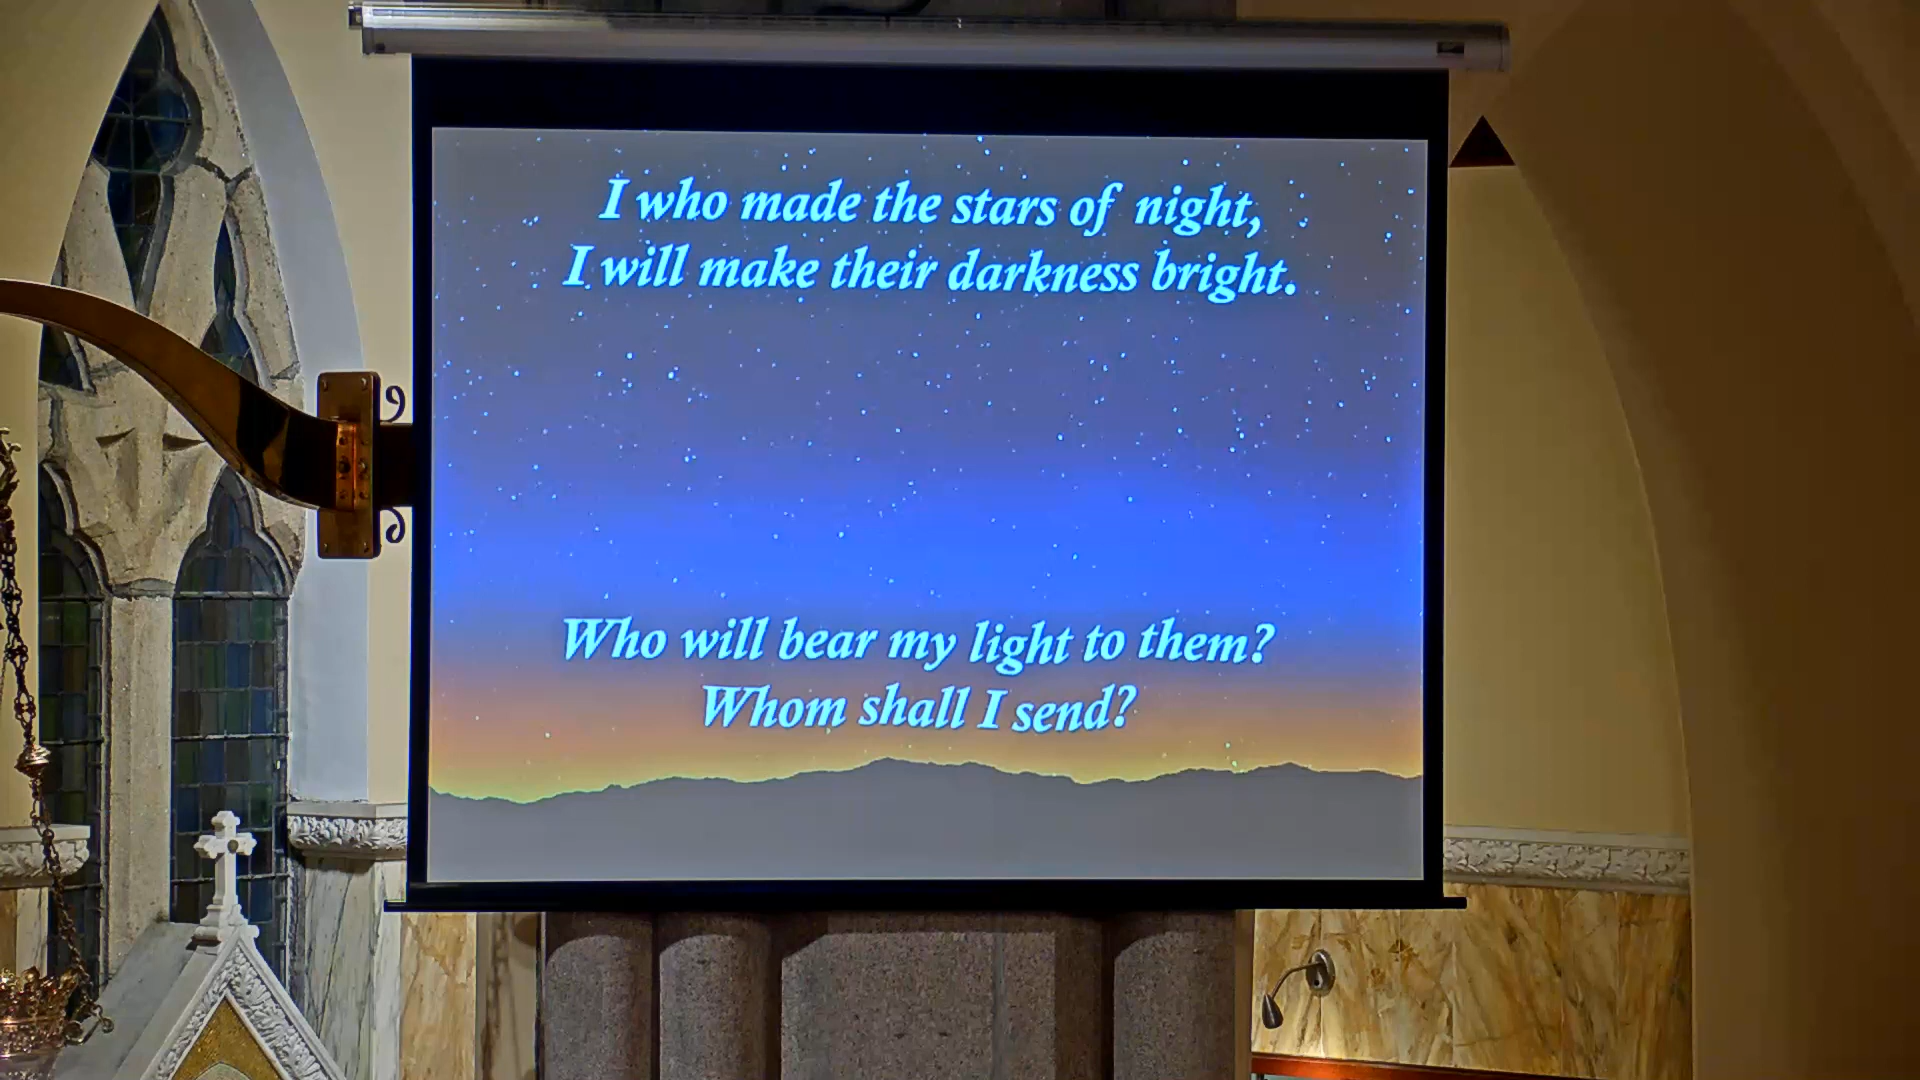 I who made the stars of night,
I will make their darkness bright.
Who will bear my light to them?
Whom shall I send?